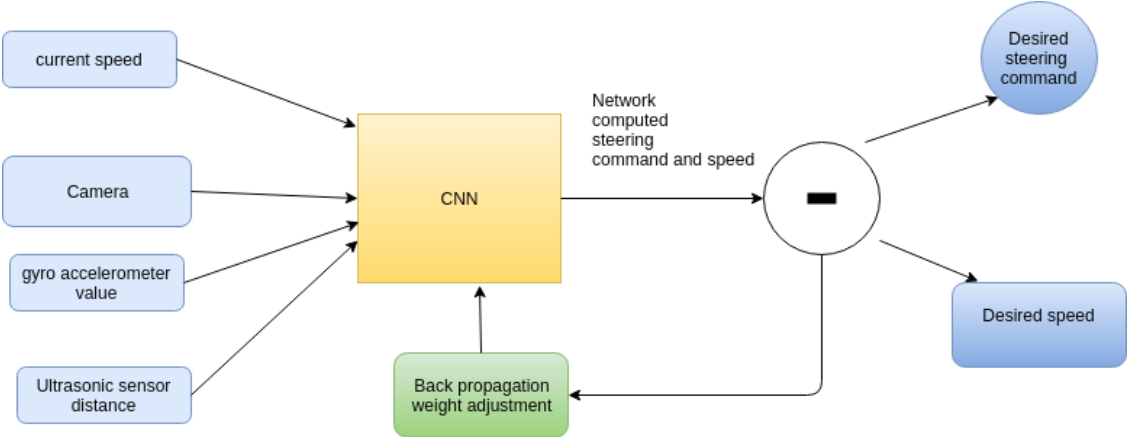 current speed
Camera
gyro accelerometer
value
Ultrasonic sensor
distance
CNN
Back propagation
weight adjustment
Network
computed
steering
command and speed
Desired
steering
command
Desired speed